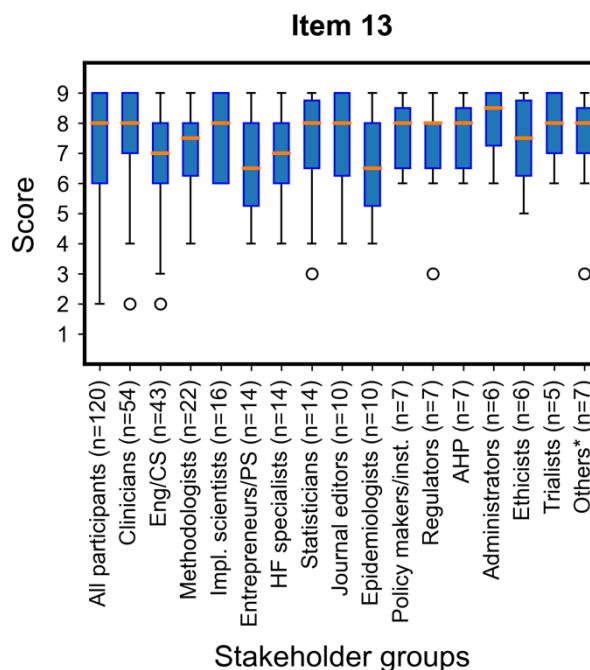 Item 13
Score
9
8
7
6
5
4
3
2
1
All participants (n=120)
Clinicians (n=54)
Eng/CS (n=43)
Methodologists (n=22)
Impl. scientists (n=16)
Entrepreneurs/PS (n=14)
HF specialists (n=14)
Statisticians (n=14)
Journal editors (n=10)
Epidemiologists (n=10)
Policy makers/inst. (n=7)
Regulators (n=7)
AHP (n=7)
Administrators (n=6)
Ethicists (n=6)
Trialists (n=5)
Others* (n=7)
Stakeholder groups